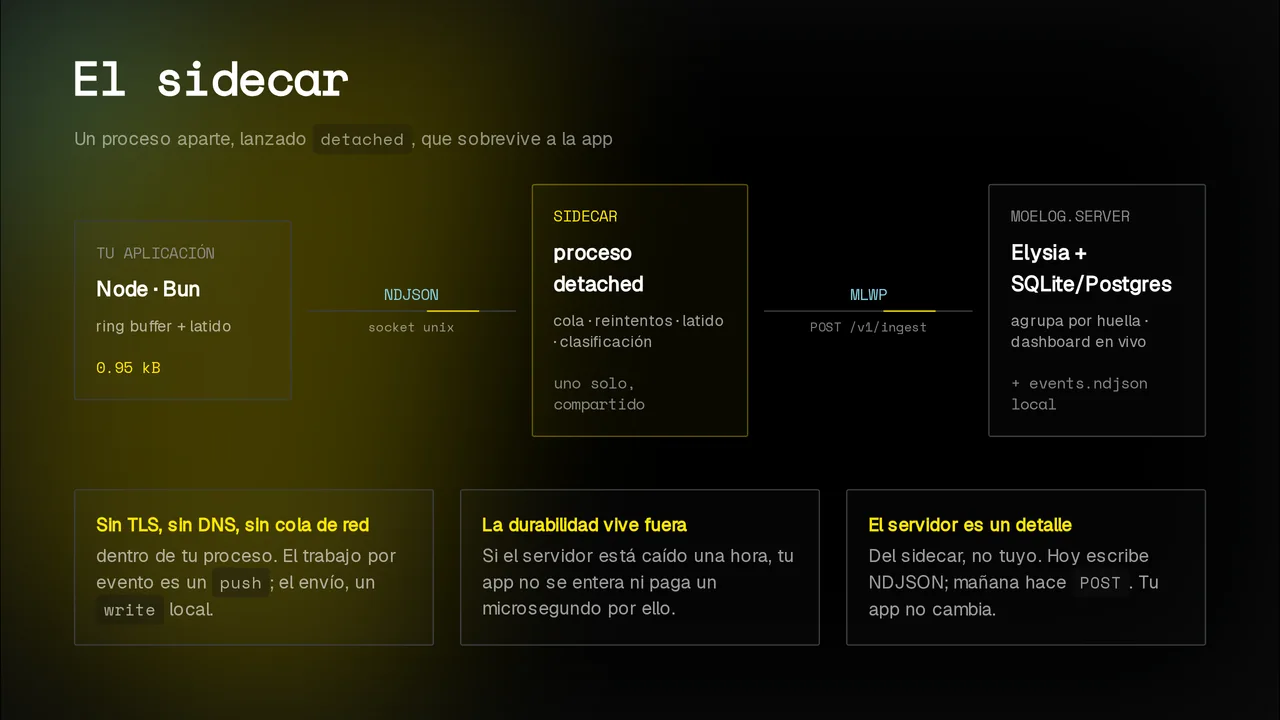 El sidecar
Un proceso aparte, lanzado detached, que sobrevive a la app
TU APLICACIÓN
Node · Bun
ring buffer + latido
0.95 kB
NDJSON
socket unix
SIDECAR
proceso
detached
cola · reintentos · latido
· clasificación
uno solo,
compartido
MLWP
POST /v1/ingest
MOELOG.SERVER
Elysia +
SQLite/Postgres
agrupa por huella ·
dashboard en vivo
+ events.ndjson
local
Sin TLS, sin DNS, sin cola de red
dentro de tu proceso. El trabajo por
evento es un push; el envío, un
write local.
La durabilidad vive fuera
Si el servidor está caído una hora, tu
app no se entera ni paga un
microsegundo por ello.
El servidor es un detalle
Del sidecar, no tuyo. Hoy escribe
NDJSON; mañana hace POST. Tu
app no cambia.